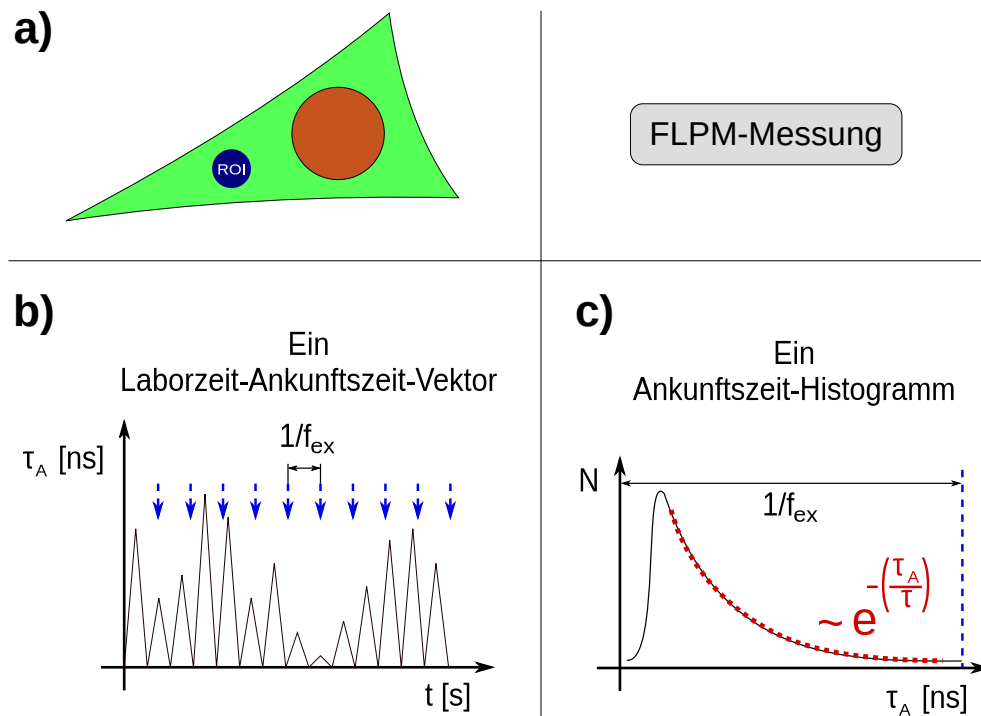 a)
ROI
FLPM-Messung
b)
Ein
Laborzeit-Ankunftszeit-Vektor
τA [ns]
1/fex
t [s]
c)
Ein
Ankunftszeit-Histogramm
N
1/fex
~ e-(τA/τ)
τA [ns]